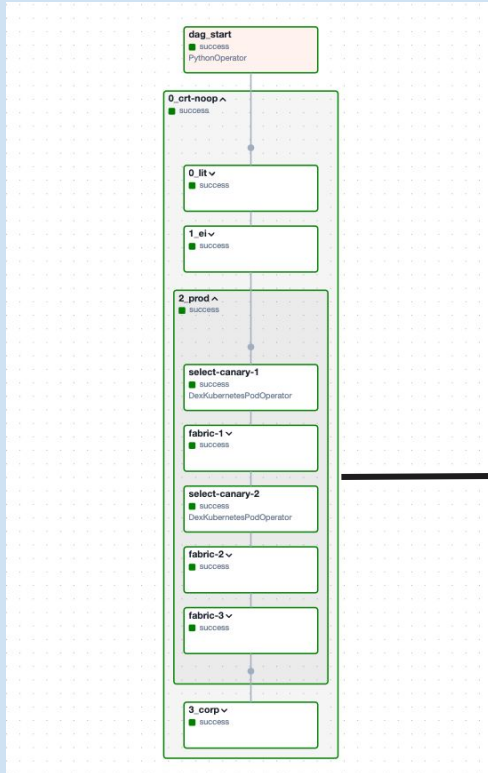 dag_start
success
PythonOperator
0_crt-noop
success
0_lit
success
1_ei
success
2_prod
success
select-canary-1
success
DexKubernetesPodOperator
fabric-1
success
select-canary-2
success
DexKubernetesPodOperator
fabric-2
success
fabric-3
success
3_corp
success